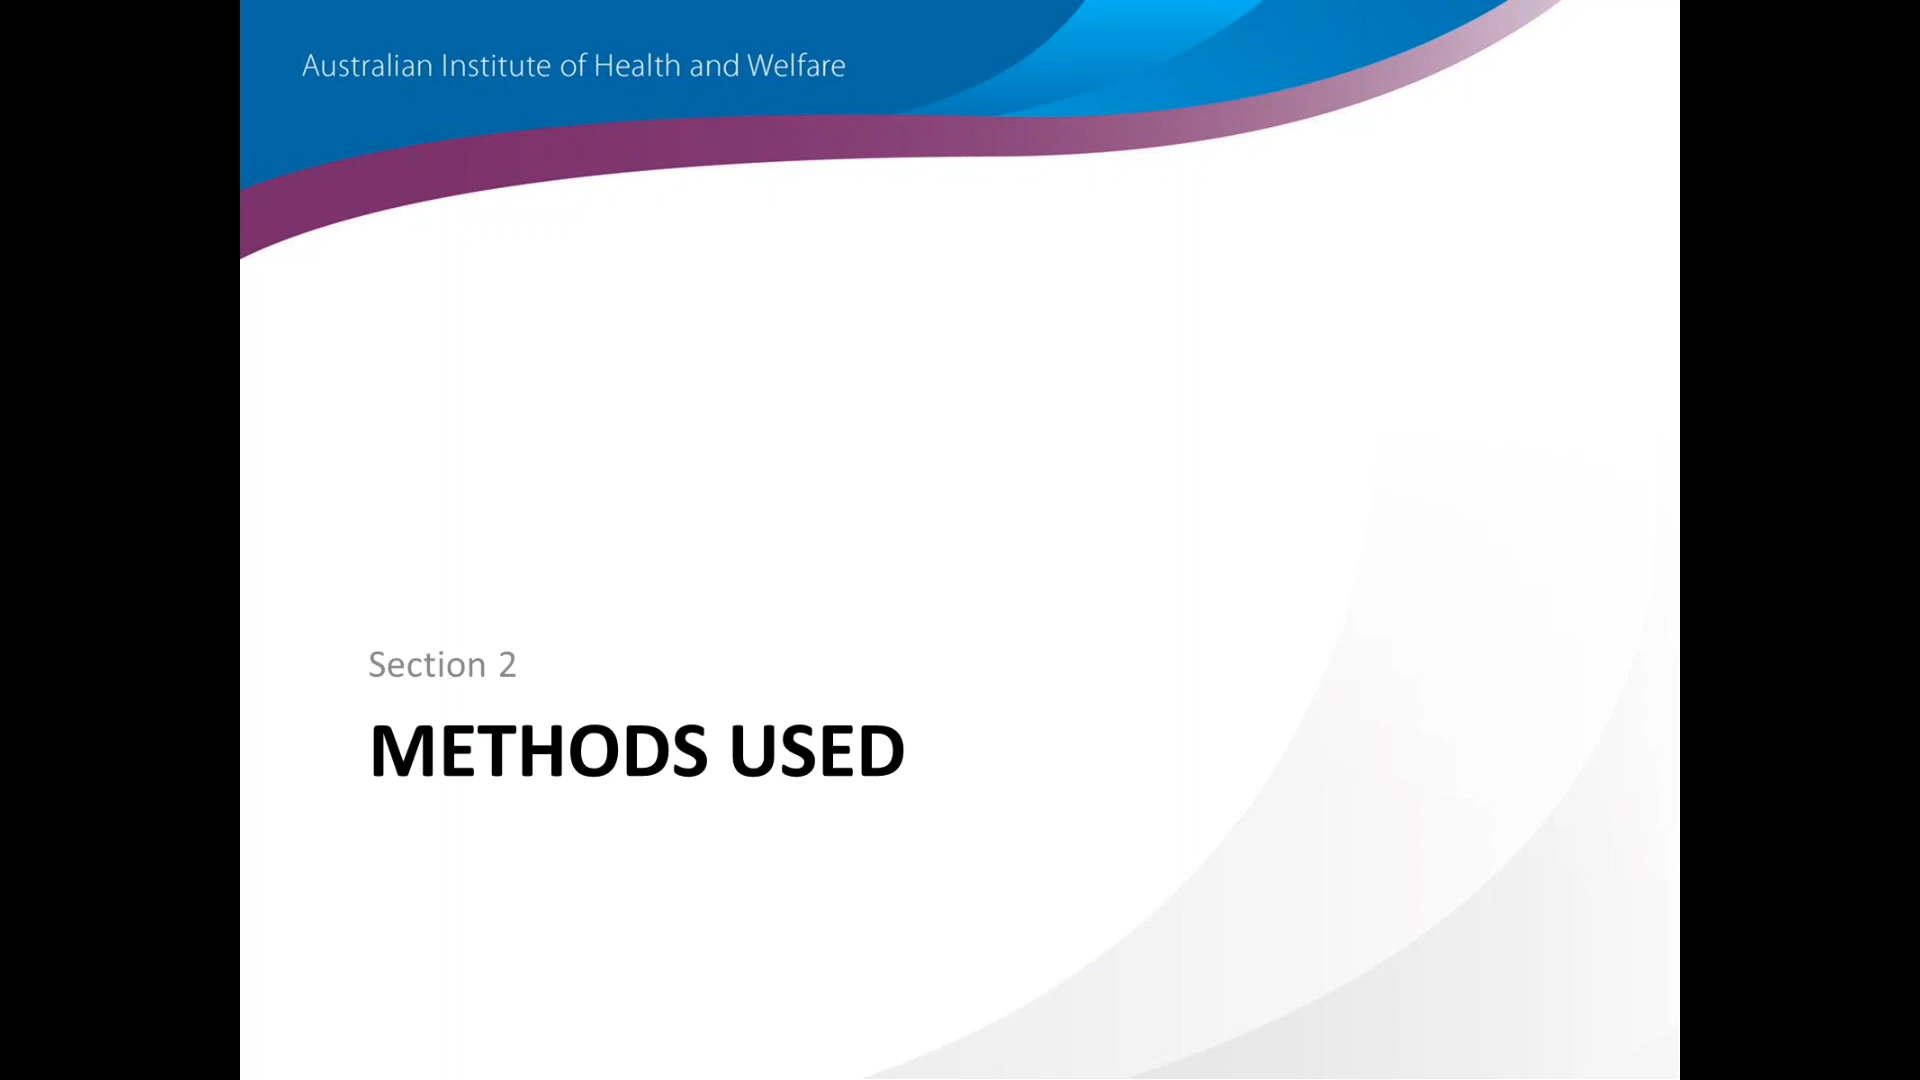 Australian Institute of Health and Welfare
Section 2
METHODS USED